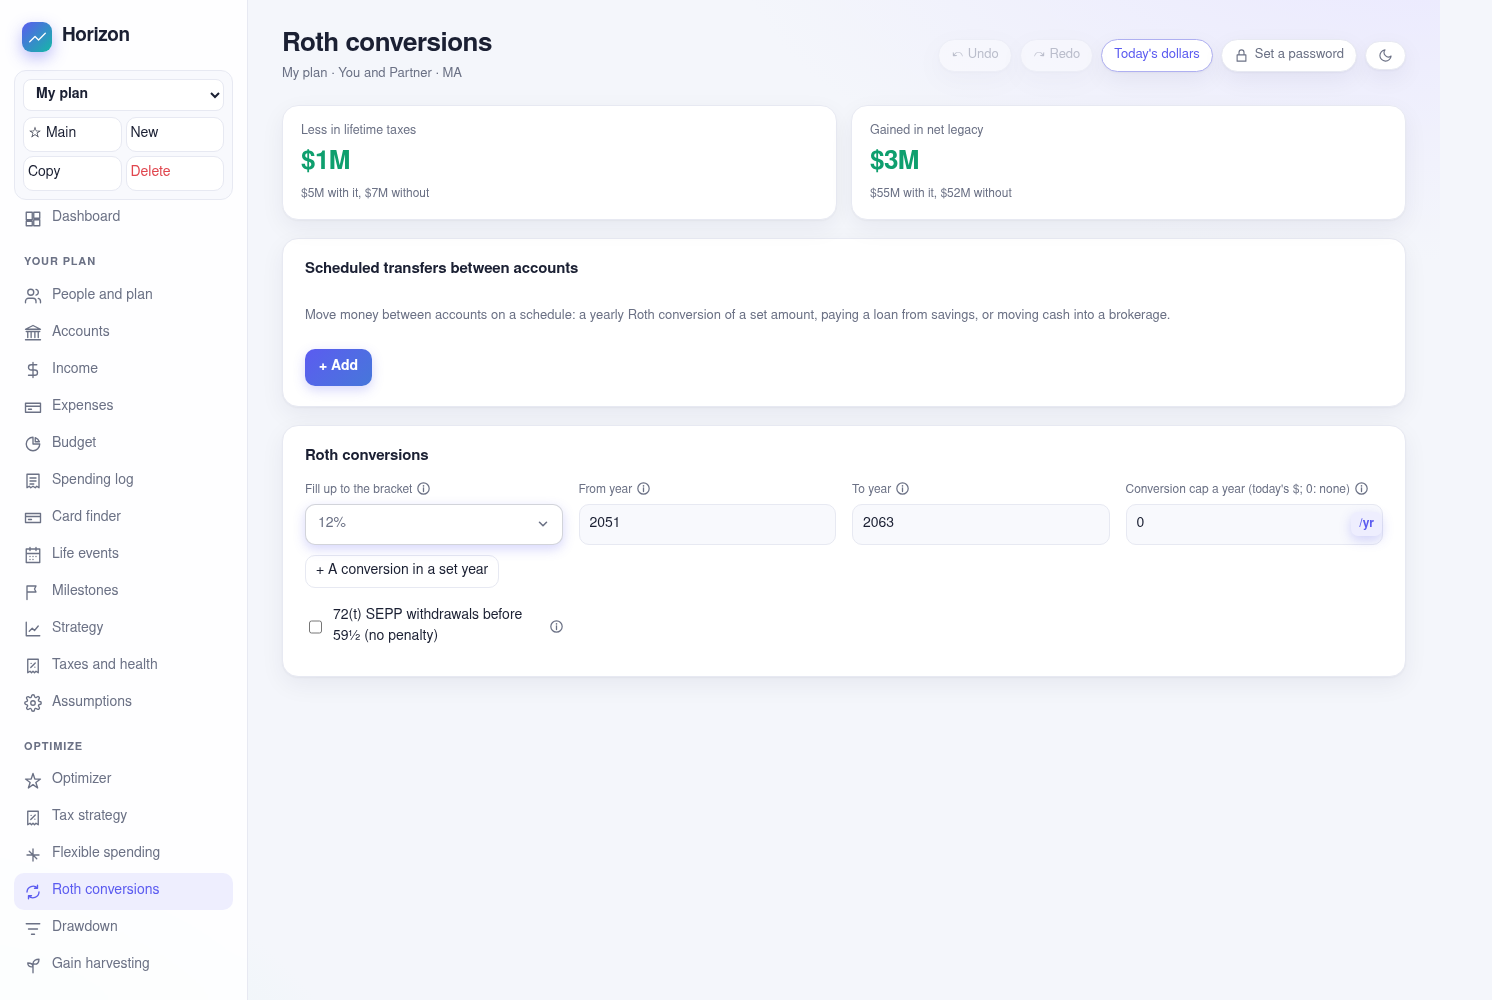 Horizon
My plan
☆ Main
New
Copy
Delete
Dashboard
YOUR PLAN
People and plan
Accounts
Income
Expenses
Budget
Spending log
Card finder
Life events
Milestones
Strategy
Taxes and health
Assumptions
OPTIMIZE
Optimizer
Tax strategy
Flexible spending
Roth conversions
Drawdown
Gain harvesting
Roth conversions
My plan · You and Partner · MA
Undo
Redo
Today's dollars
Set a password
Less in lifetime taxes
$1M
$5M with it, $7M without
Gained in net legacy
$3M
$55M with it, $52M without
Scheduled transfers between accounts
Move money between accounts on a schedule: a yearly Roth conversion of a set amount, paying a loan from savings, or moving cash into a brokerage.
+ Add
Roth conversions
Fill up to the bracket
12%
From year
2051
To year
2063
Conversion cap a year (today's $; 0: none)
0
/yr
+ A conversion in a set year
72(t) SEPP withdrawals before
59½ (no penalty)